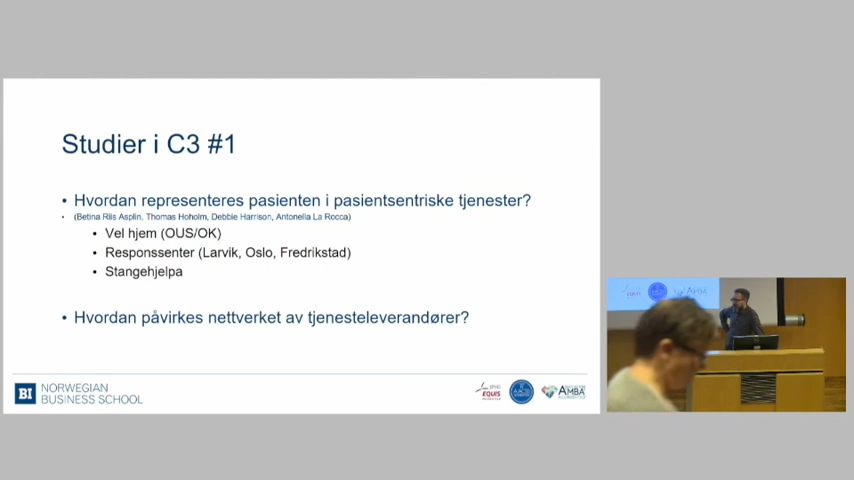 Studier i C3 #1
• Hvordan representeres pasienten i pasientsentriske tjenester?
• (Betina Riis Asplin, Thomas Hoholm, Debbie Harrison, Antonella La Rocca)
• Vel hjem (OUS/OK)
• Responssenter (Larvik, Oslo, Fredrikstad)
• Stangehjelpa
• Hvordan påvirkes nettverket av tjenesteleverandører?
BI NORWEGIAN
BUSINESS SCHOOL
EQUIS
AMBA